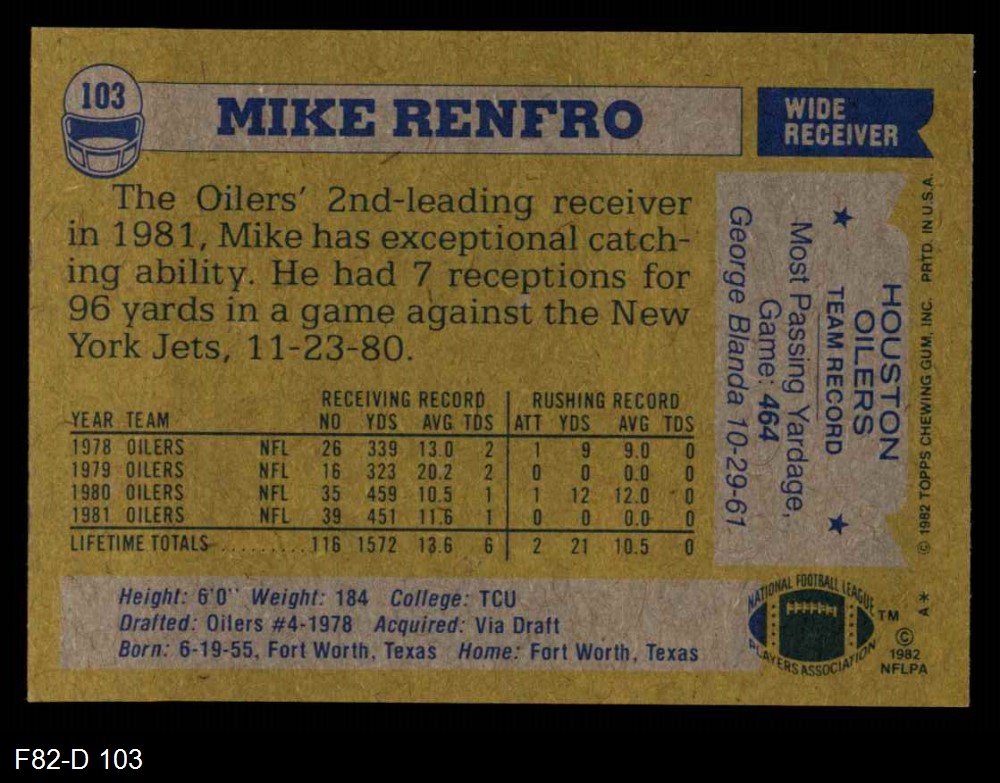 103
MIKE RENFRO
WIDE
RECEIVER
The Oilers' 2nd-leading receiver
in 1981, Mike has exceptional catch-
ing ability. He had 7 receptions for
96 yards in a game against the New
York Jets, 11-23-80.
HOUSTON
OILERS
★ TEAM RECORD ★
Most Passing Yardage,
Game: 464
George Blanda 10-29-61
© 1982 TOPPS CHEWING GUM, INC. PRTD. IN U.S.A.
RECEIVING RECORD RUSHING RECORD
YEAR TEAM NO YDS AVG TDS ATT YDS AVG TDS
1978 OILERS NFL 26 339 13.0 2 1 9 9.0 0
1979 OILERS NFL 16 323 20.2 2 0 0 0.0 0
1980 OILERS NFL 35 459 10.5 1 1 12 12.0 0
1981 OILERS NFL 39 451 11.6 1 0 0 0.0 0
LIFETIME TOTALS .......... 116 1572 13.6 6 2 21 10.5 0
Height: 6'0" Weight: 184 College: TCU
Drafted: Oilers #4-1978 Acquired: Via Draft
Born: 6-19-55, Fort Worth, Texas Home: Fort Worth, Texas
NATIONAL FOOTBALL LEAGUE
PLAYERS ASSOCIATION
TM
©
1982
NFLPA
A *
F82-D 103